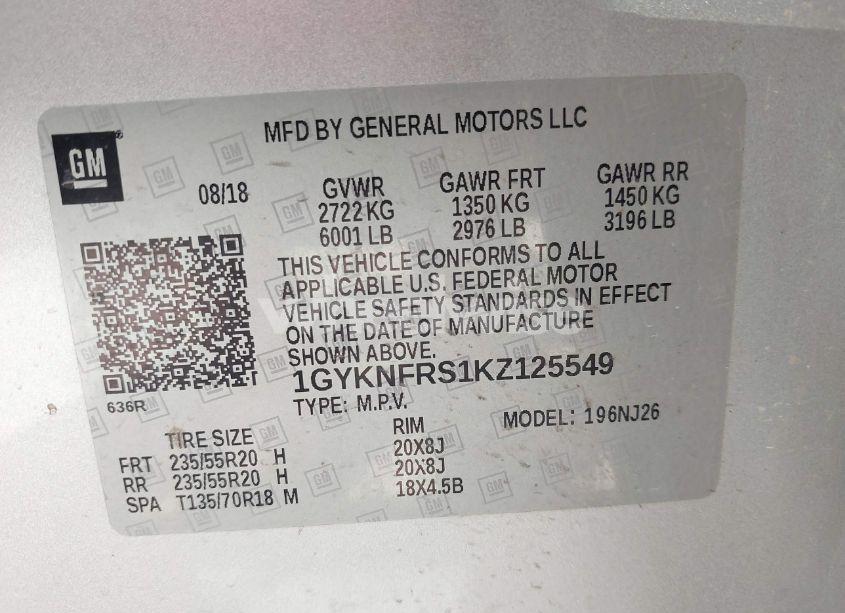 MFD BY GENERAL MOTORS LLC
GM
08/18 GVWR GAWR FRT GAWR RR
2722 KG 1350 KG 1450 KG
6001 LB 2976 LB 3196 LB
THIS VEHICLE CONFORMS TO ALL
APPLICABLE U.S. FEDERAL MOTOR
VEHICLE SAFETY STANDARDS IN EFFECT
ON THE DATE OF MANUFACTURE
SHOWN ABOVE.
1GYKNFRS1KZ125549
636R
TYPE: M.P.V. MODEL: 196NJ26
TIRE SIZE RIM
FRT 235/55R20 H 20X8J
RR 235/55R20 H 20X8J
SPA T135/70R18 M 18X4.5B